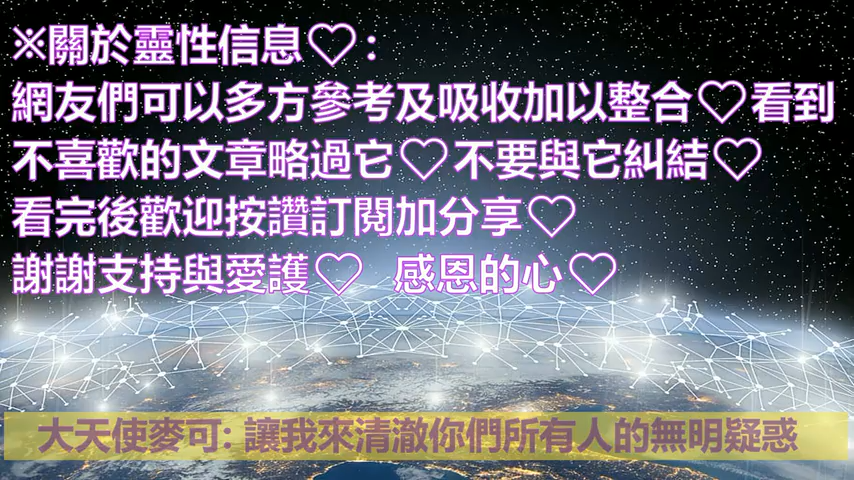 ※關於靈性信息♡:
網友們可以多方參考及吸收加以整合♡看到
不喜歡的文章略過它♡不要與它糾結♡
看完後歡迎按讚訂閱加分享♡
謝謝支持與愛護♡ 感恩的心♡
大天使麥可: 讓我來清澈你們所有人的無明疑惑